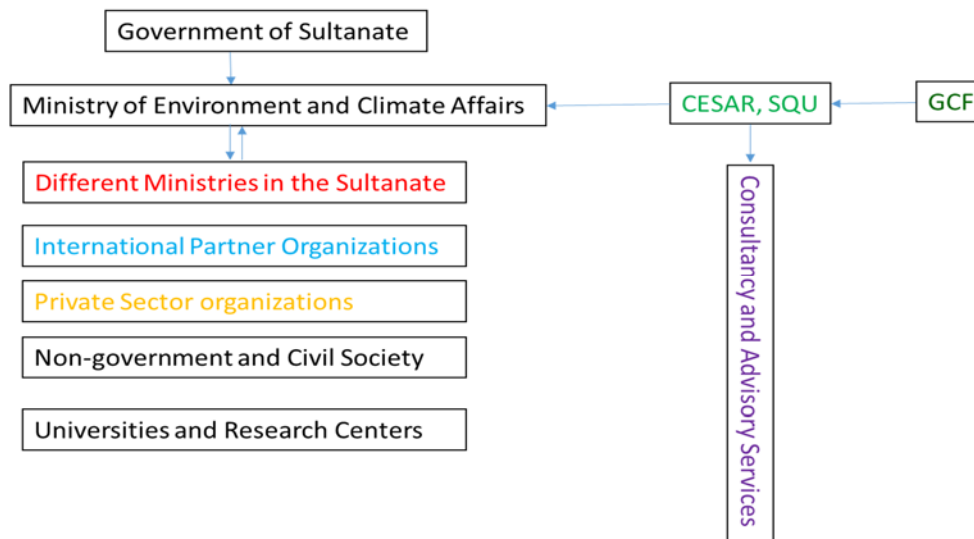 Government of Sultanate
Ministry of Environment and Climate Affairs
CESAR, SQU
GCF
Different Ministries in the Sultanate
International Partner Organizations
Private Sector organizations
Non-government and Civil Society
Universities and Research Centers
Consultancy and Advisory Services